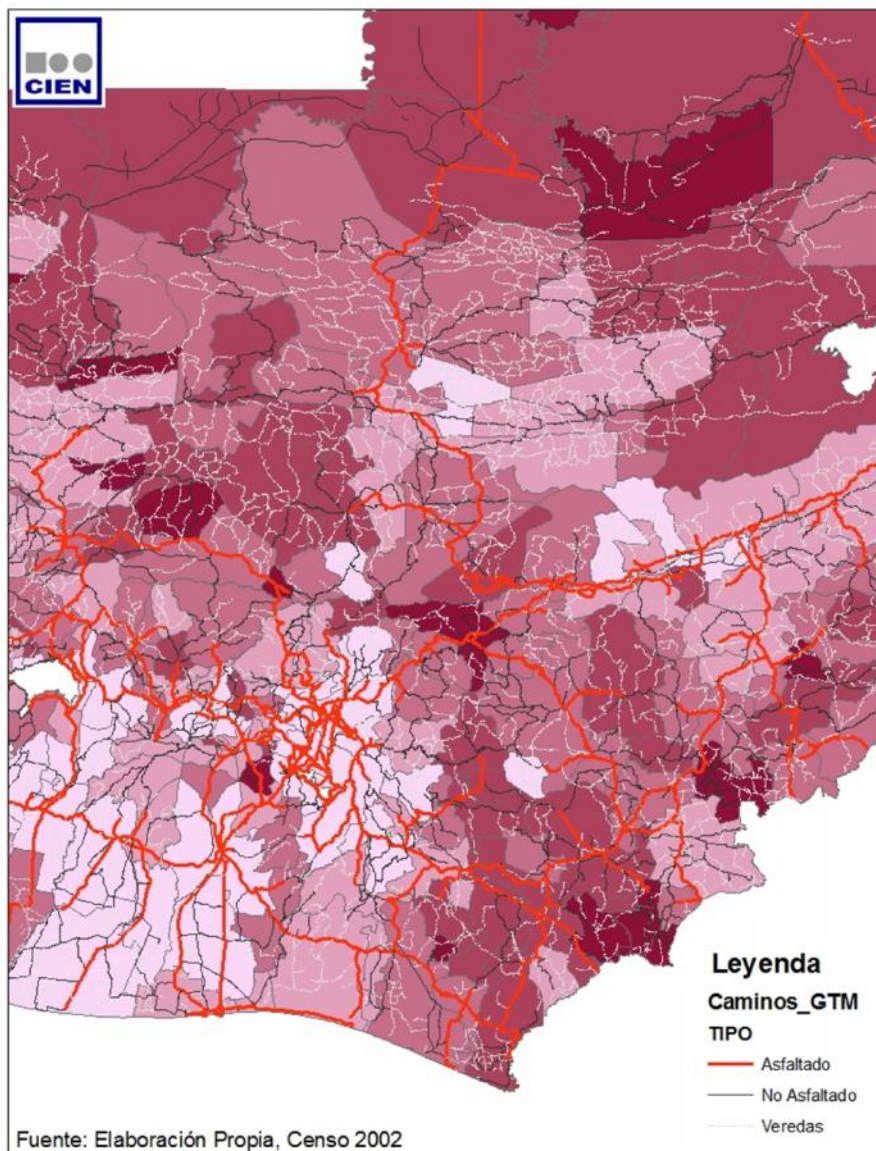 CIEN
Leyenda
Caminos_GTM
TIPO
Asfaltado
No Asfaltado
Veredas
Fuente: Elaboración Propia, Censo 2002